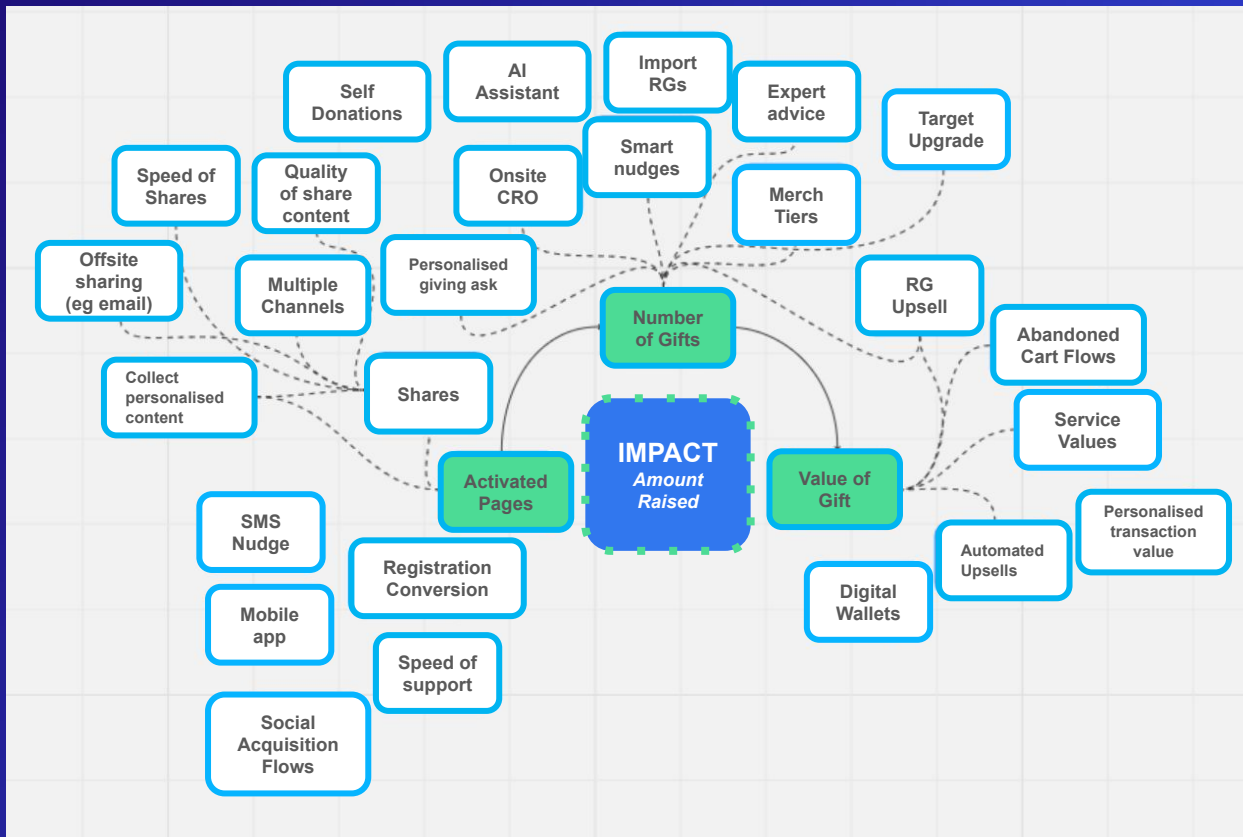 Self
Donations
AI
Assistant
Import
RGs
Expert
advice
Target
Upgrade
Speed of
Shares
Quality
of share
content
Onsite
CRO
Smart
nudges
Merch
Tiers
Offsite
sharing
(eg email)
Multiple
Channels
Personalised
giving ask
Number
of Gifts
RG
Upsell
Abandoned
Cart Flows
Collect
personalised
content
Shares
IMPACT
Amount
Raised
Service
Values
Activated
Pages
Value of
Gift
SMS
Nudge
Registration
Conversion
Automated
Upsells
Personalised
transaction
value
Mobile
app
Digital
Wallets
Speed of
support
Social
Acquisition
Flows